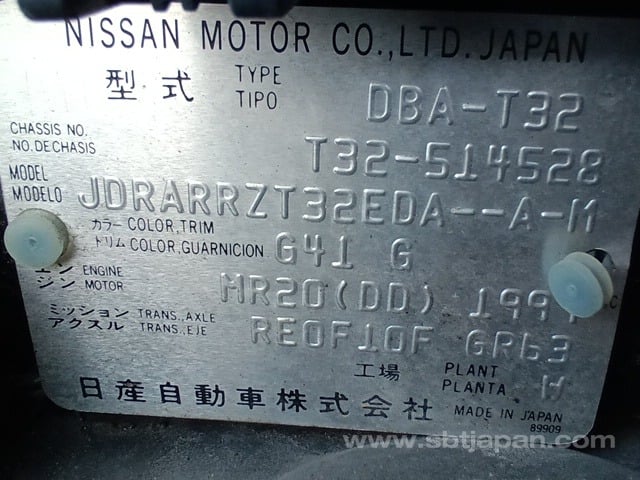 NISSAN MOTOR CO.,LTD.JAPAN
型式 TYPE TIPO DBA-T32
CHASSIS NO. NO.DE CHASIS T32-514528
MODEL MODELO JDRARRZT32EDA--A-M
カラー COLOR,TRIM
トリム COLOR,GUARNICION G41 G
エン ENGINE
ジン MOTOR MR20(DD)
ミッション TRANS.,AXLE
アクスル TRANS.,EJE RE0F10F GR63
工場 PLANT PLANTA M
日産自動車株式会社 MADE IN JAPAN
89909
www.sbtjapan.com